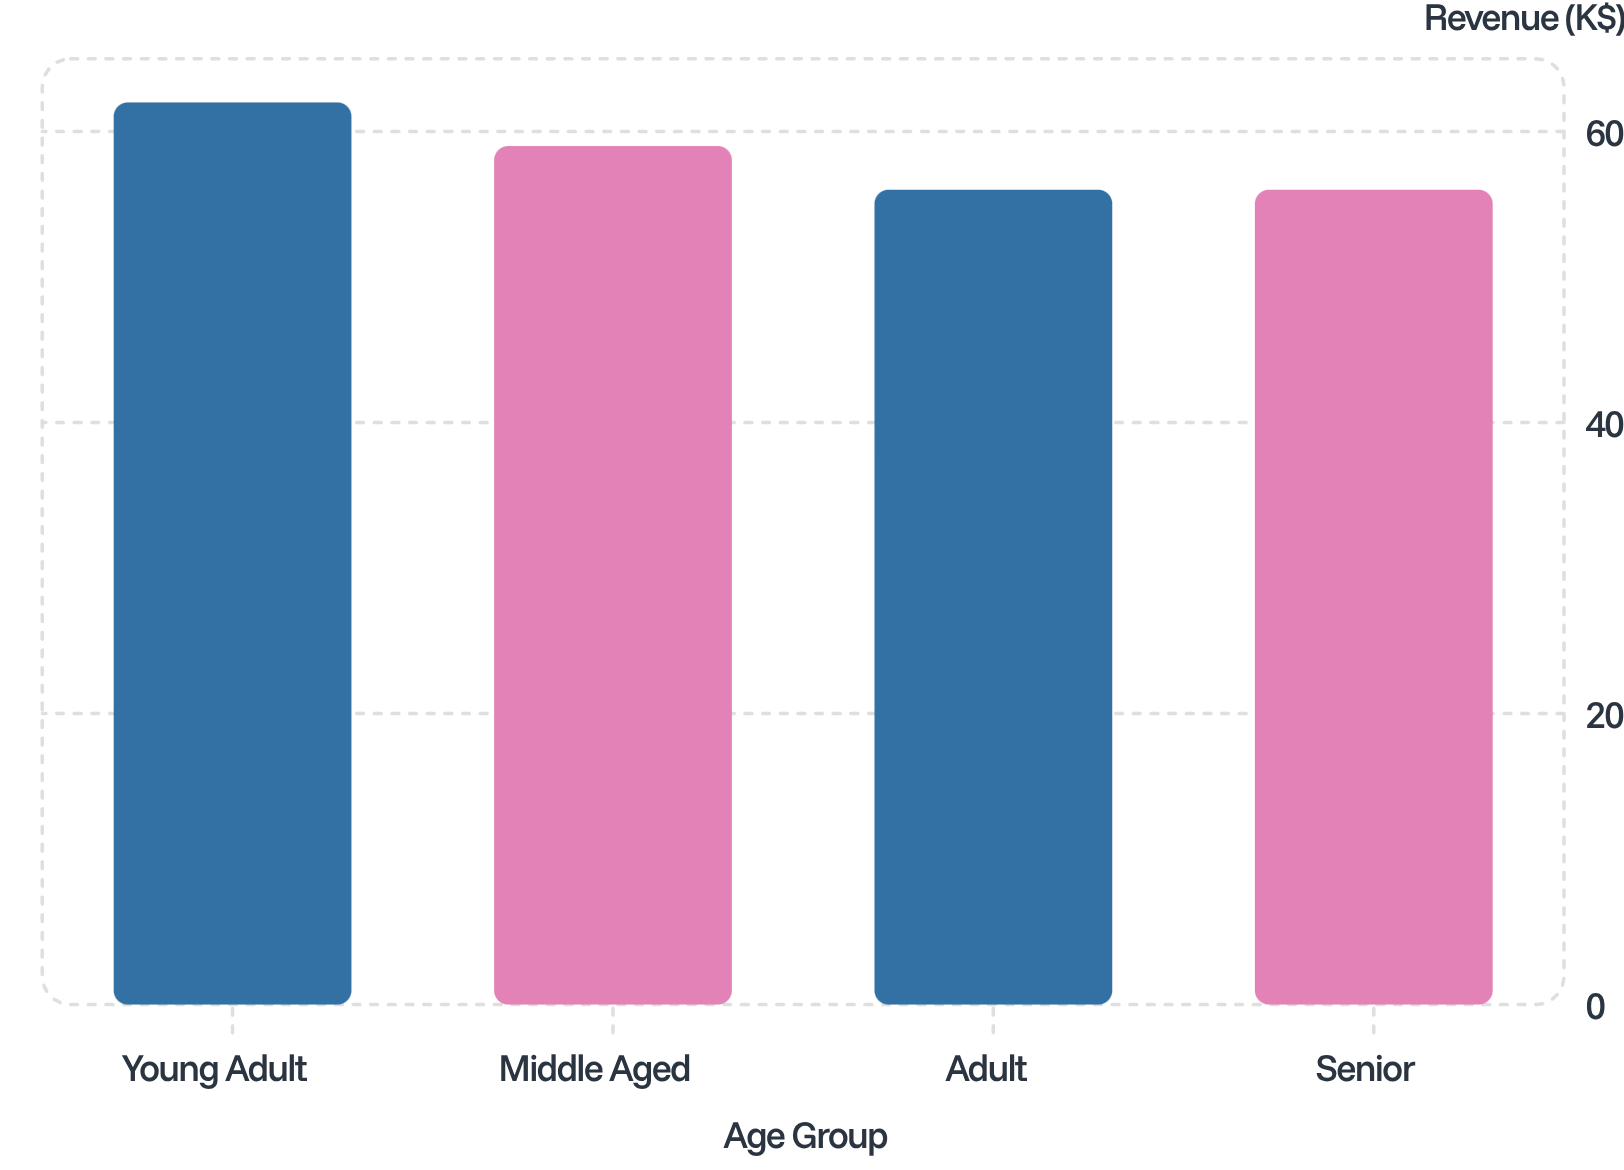 Revenue (K$)
60
40
20
0
Young Adult
Middle Aged
Adult
Senior
Age Group